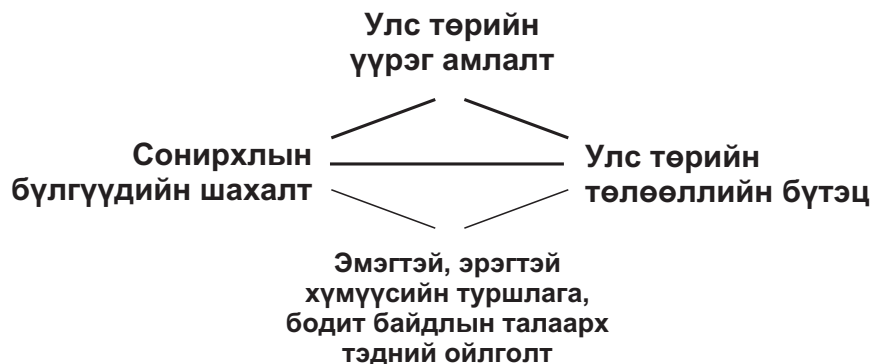 Улс төрийн
үүрэг амлалт
Сонирхлын
бүлгүүдийн шахалт
Улс төрийн
төлөөллийн бүтэц
Эмэгтэй, эрэгтэй
хүмүүсийн туршлага,
бодит байдлын талаарх
тэдний ойлголт